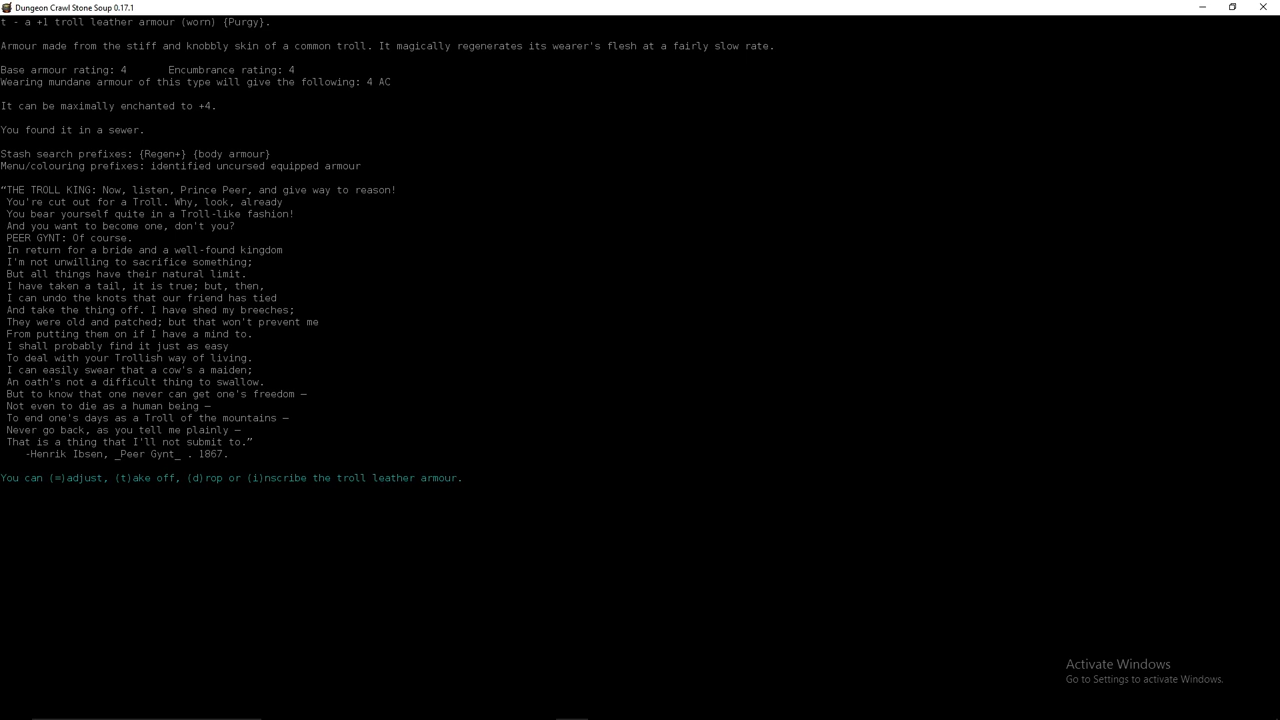 Dungeon Crawl Stone Soup 0.17.1
t - a +1 troll leather armour (worn) {Purgy}.
Armour made from the stiff and knobbly skin of a common troll. It magically regenerates its wearer's flesh at a fairly slow rate.
Base armour rating: 4       Encumbrance rating: 4
Wearing mundane armour of this type will give the following: 4 AC
It can be maximally enchanted to +4.
You found it in a sewer.
Stash search prefixes: {Regen+} {body armour}
Menu/colouring prefixes: identified uncursed equipped armour
“THE TROLL KING: Now, listen, Prince Peer, and give way to reason!
You're cut out for a Troll. Why, look, already
You bear yourself quite in a Troll-like fashion!
And you want to become one, don't you?
PEER GYNT: Of course.
In return for a bride and a well-found kingdom
I'm not unwilling to sacrifice something;
But all things have their natural limit.
I have taken a tail, it is true; but, then,
I can undo the knots that our friend has tied
And take the thing off. I have shed my breeches;
They were old and patched; but that won't prevent me
From putting them on if I have a mind to.
I shall probably find it just as easy
To deal with your Trollish way of living.
I can easily swear that a cow's a maiden;
An oath's not a difficult thing to swallow.
But to know that one never can get one's freedom —
Not even to die as a human being —
To end one's days as a Troll of the mountains —
Never go back, as you tell me plainly —
That is a thing that I'll not submit to.”
-Henrik Ibsen, _Peer Gynt_ . 1867.
You can (=)adjust, (t)ake off, (d)rop or (i)nscribe the troll leather armour.
Activate Windows
Go to Settings to activate Windows.